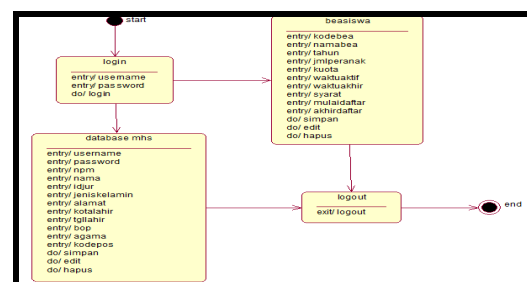 start
login
entry/ username
entry/ password
do/ login
beasiswa
entry/ kodebea
entry/ namabea
entry/ tahun
entry/ jmlperanak
entry/ kuota
entry/ waktuaktif
entry/ waktuakhir
entry/ syarat
entry/ mulaidaftar
entry/ akhirdaftar
do/ simpan
do/ edit
do/ hapus
database mhs
entry/ username
entry/ password
entry/ npm
entry/ nama
entry/ idjur
entry/ jeniskelamin
entry/ alamat
entry/ kotalahir
entry/ tgllahir
entry/ bop
entry/ agama
entry/ kodepos
do/ simpan
do/ edit
do/ hapus
logout
exit/ logout
end